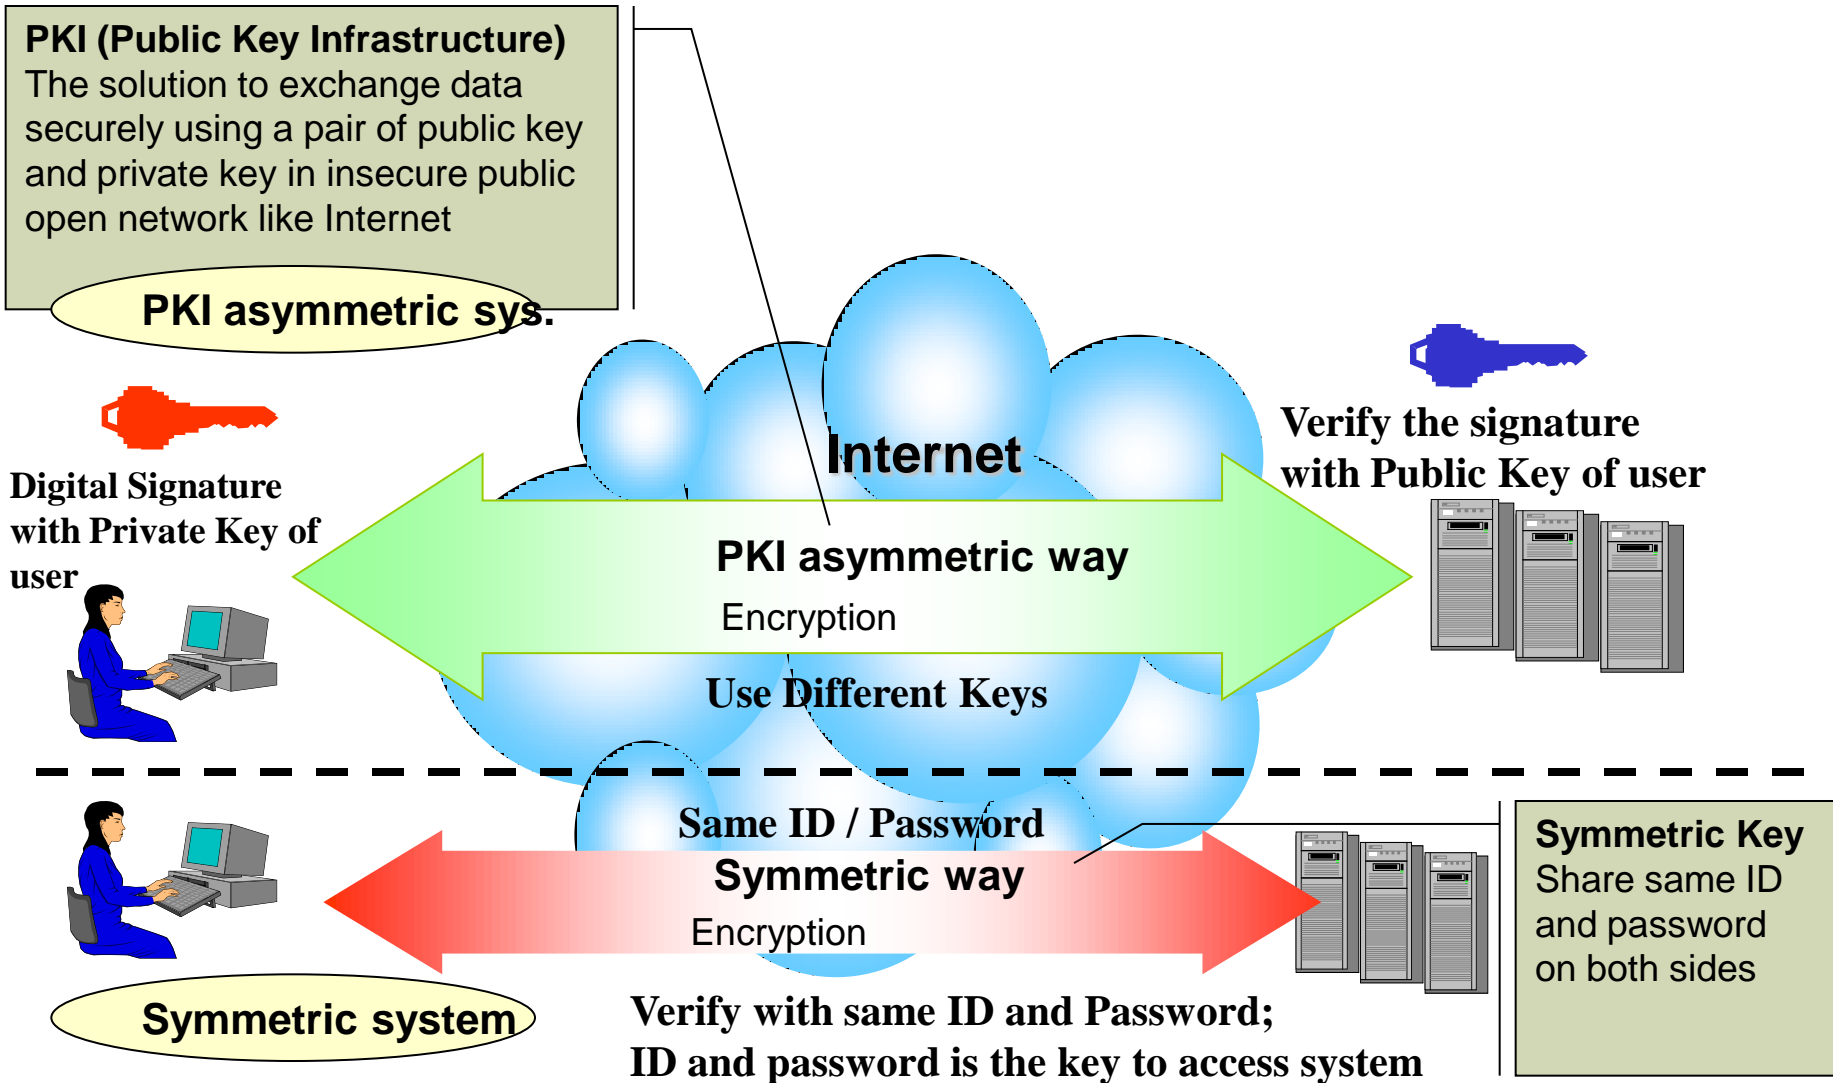 PKI (Public Key Infrastructure)
The solution to exchange data
securely using a pair of public key
and private key in insecure public
open network like Internet
PKI asymmetric sys.
Digital Signature
with Private Key of
user
Internet
Verify the signature
with Public Key of user
PKI asymmetric way
Encryption
Use Different Keys
Same ID / Password
Symmetric way
Encryption
Symmetric Key
Share same ID
and password
on both sides
Symmetric system
Verify with same ID and Password;
ID and password is the key to access system